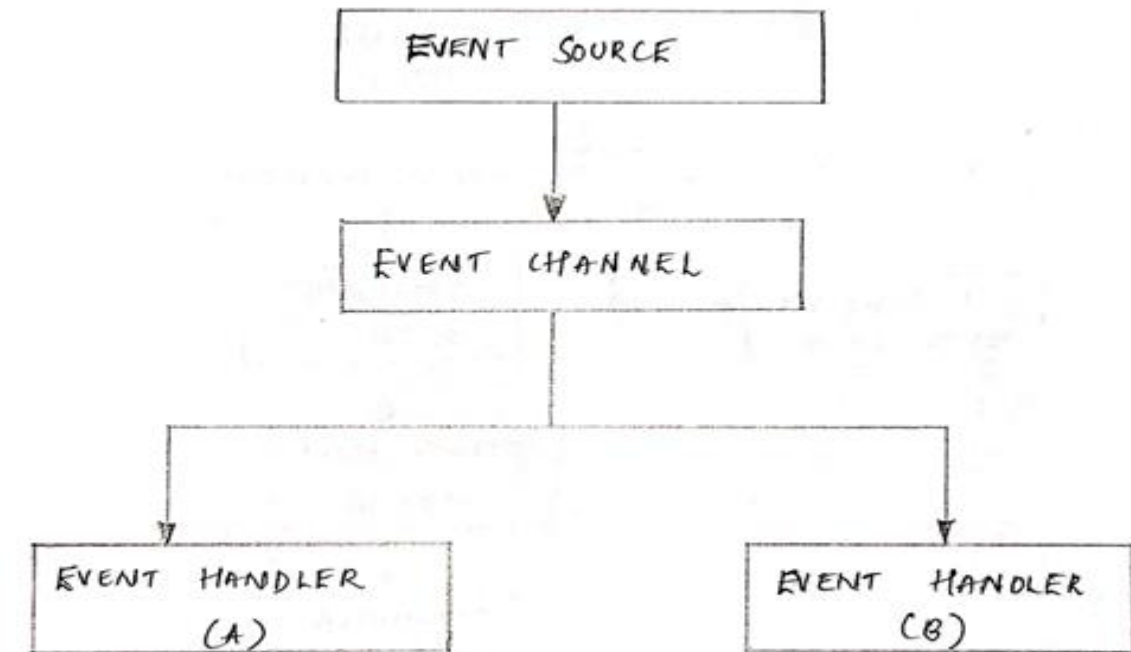 EVENT SOURCE
EVENT CHANNEL
EVENT HANDLER
(A)
EVENT HANDLER
(B)